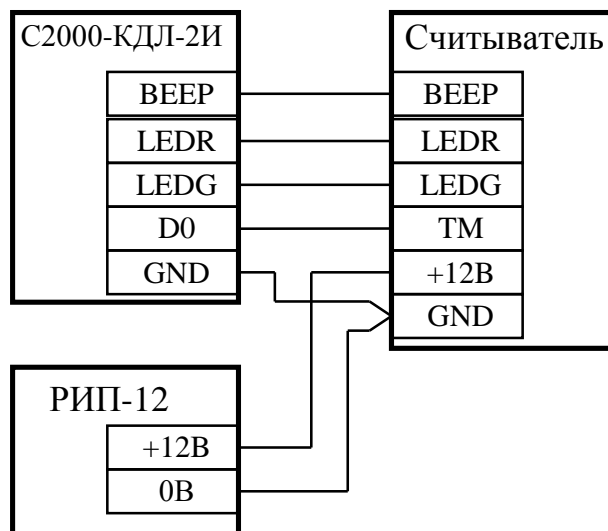 С2000-КДЛ-2И
BEEP
LEDR
LEDG
D0
GND
Считыватель
BEEP
LEDR
LEDG
TM
+12В
GND
РИП-12
+12В
0В